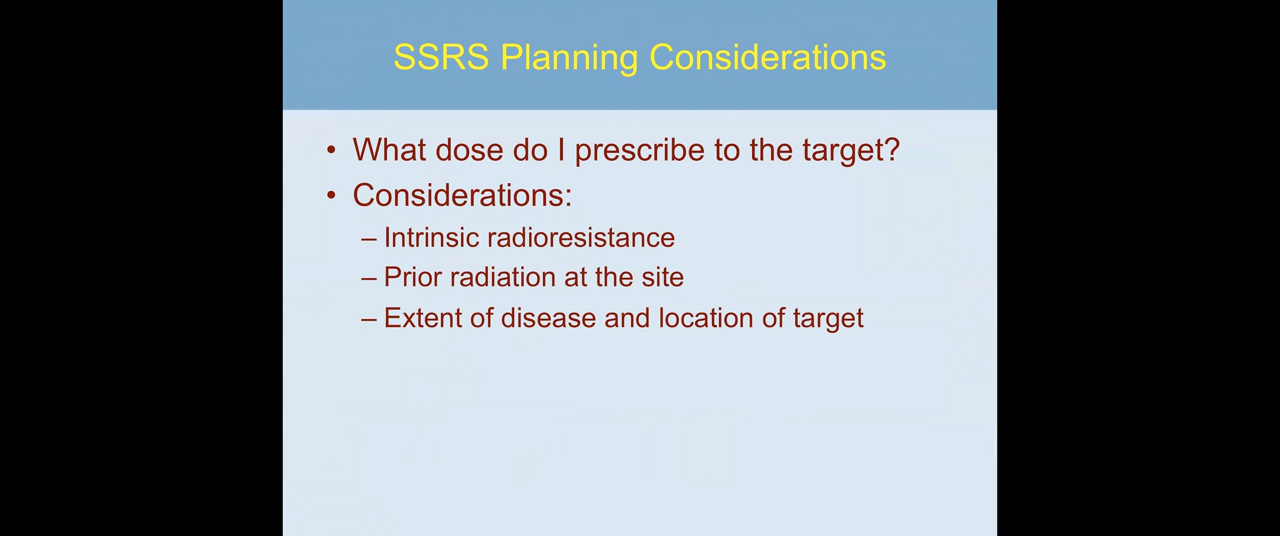 SSRS Planning Considerations
• What dose do I prescribe to the target?
• Considerations:
– Intrinsic radioresistance
– Prior radiation at the site
– Extent of disease and location of target